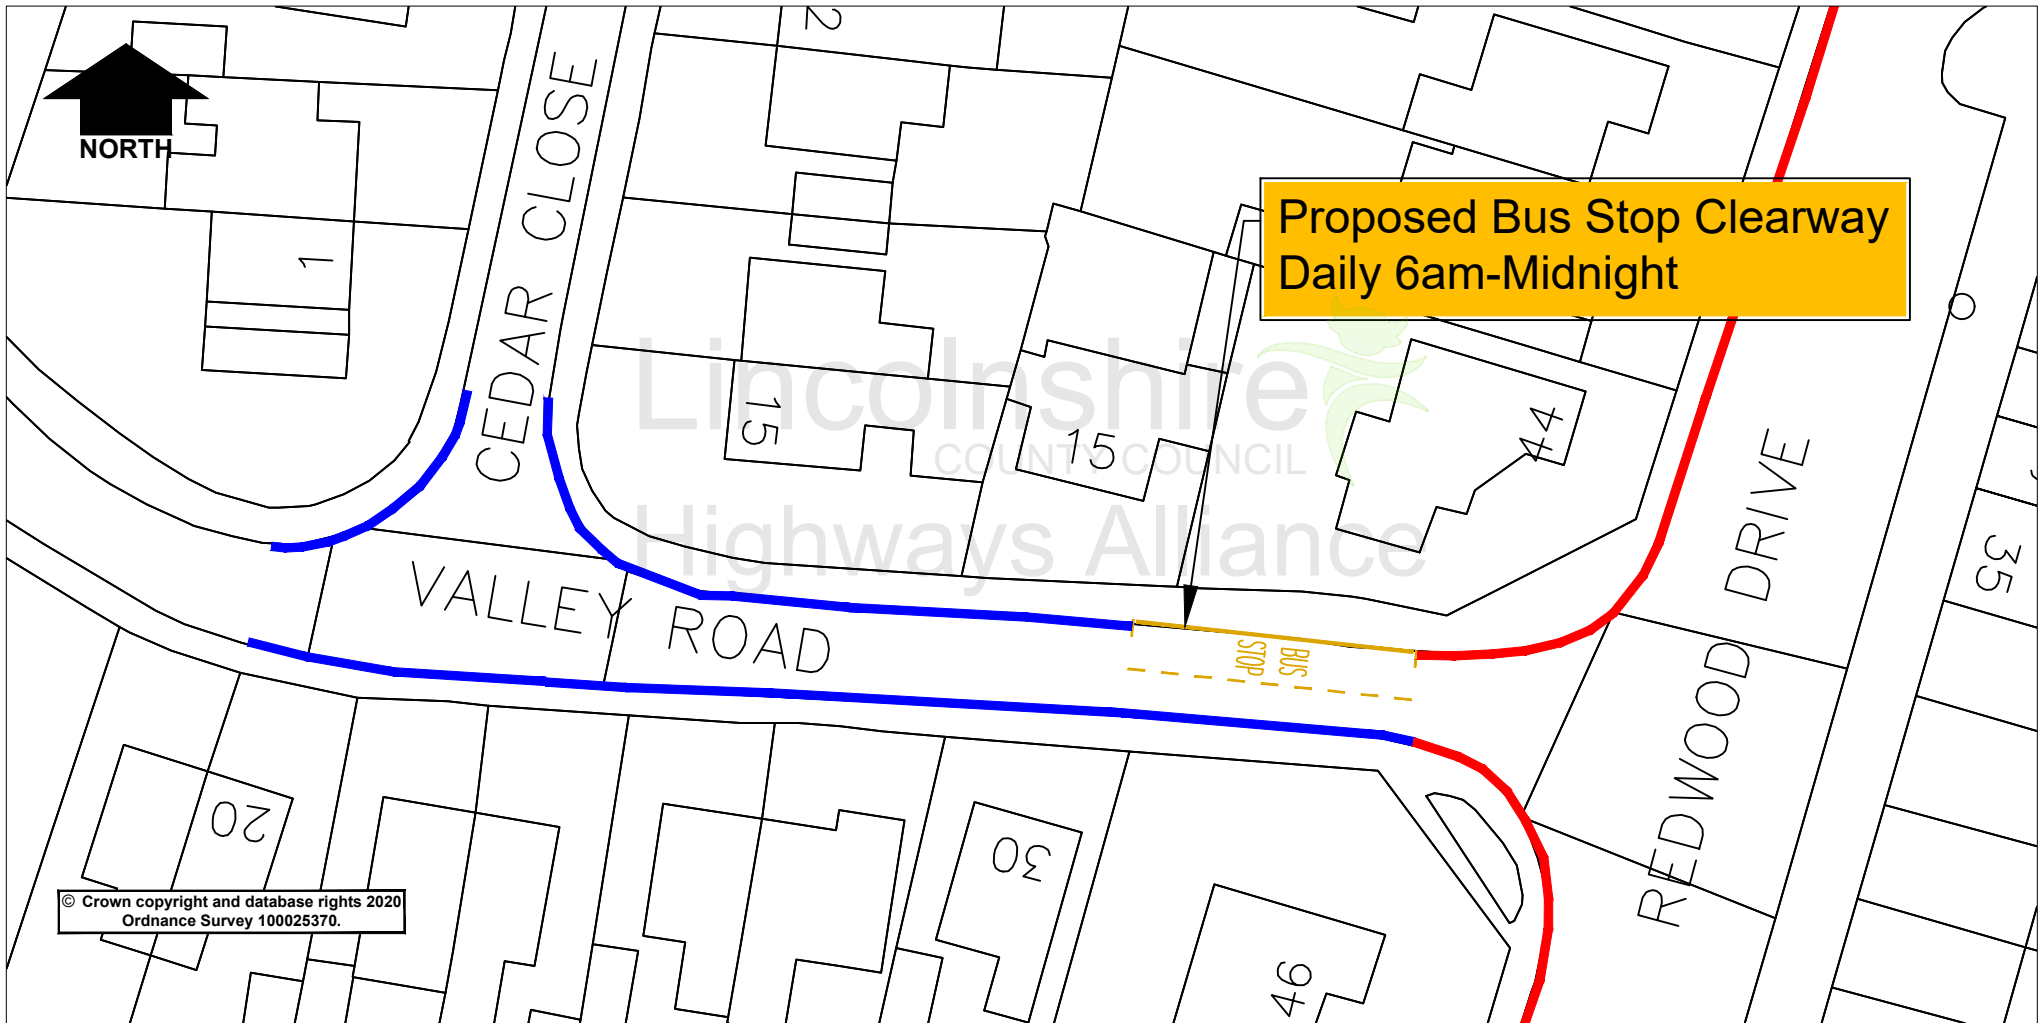 NORTH
CEDAR CLOSE
2
1
Proposed Bus Stop Clearway
Daily 6am-Midnight
Lincolnshire
COUNTY COUNCIL
Highways Alliance
15
15
44
VALLEY ROAD
BUS
STOP
REDWOOD DRIVE
35
20
30
46
© Crown copyright and database rights 2020
Ordnance Survey 100025370.